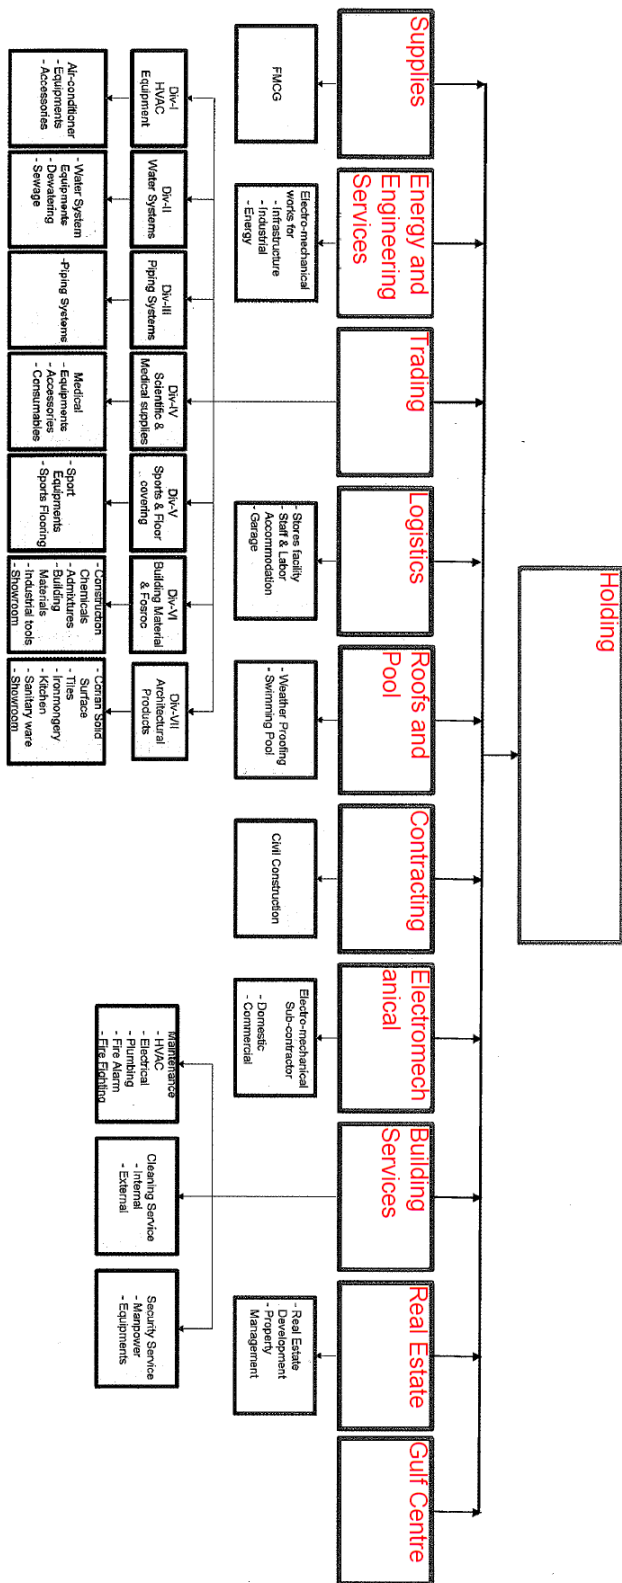 Holding
Supplies
Energy and
Engineering
Services
Trading
Logistics
Roofs and
Pool
Contracting
Electromech
anical
Building
Services
Real Estate
Gulf Centre
FMCG
Electro-mechanical
works for
- Infrastructure
- Industrial
- Energy
- Stores facility
- Staff & Labor
Accommodation
- Garage
- Weather Proofing
- Swimming Pool
Civil Construction
Electro-mechanical
Sub-contractor
- Domestic
- Commercial
- Real Estate
Development
- Property
Management
Div-I
HVAC
Equipment
Div-II
Water Systems
Div-III
Piping Systems
Div-IV
Scientific &
Medical supplies
Div-V
Sports & Floor
covering
Div-VI
Building Material
& Fosroc
Div-VII
Architectural
Products
Maintenance
- HVAC
- Electrical
- Plumbing
- Fire Alarm
- Fire Fighting
Cleaning Service
- Internal
- External
Security Service
- Manpower
- Equipments
Air-conditioner
- Equipments
- Accessories
- Water System
Equipments
- Dewatering
- Sewage
-Piping Systems
Medical
- Equipments
- Accessories
- Consumables
- Sport
Equipments
- Sports Flooring
- Construction
Chemicals
- Admixtures
- Building
Materials
- Industrial tools
- Showroom
- Corian Solid
Surface
- Tiles
- Ironmongery
- Kitchen
- Sanitary ware
- Showroom